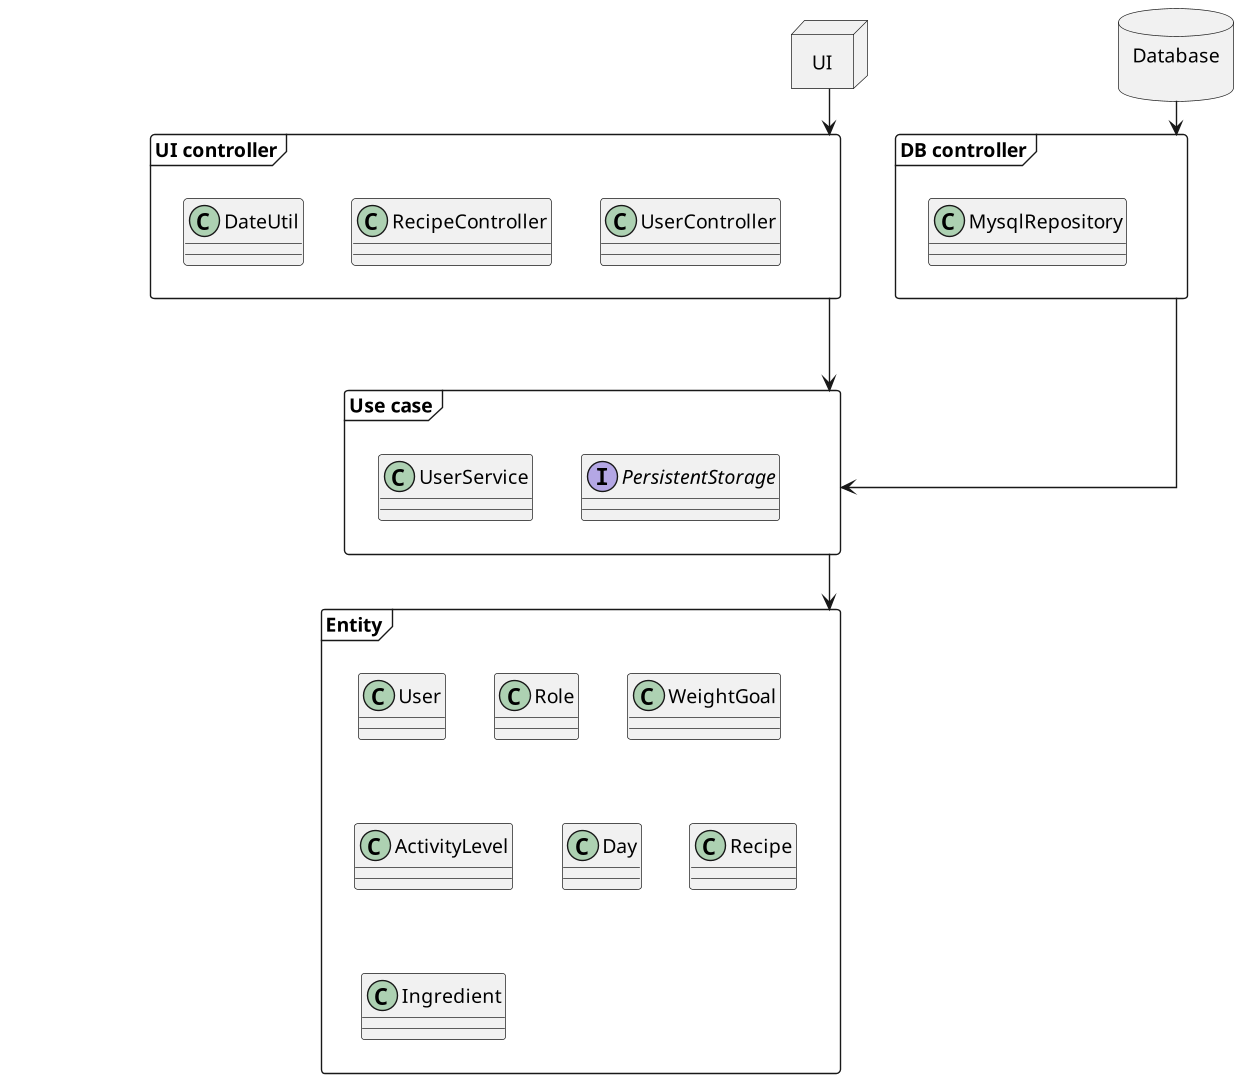 UI
Database
UI controller
DB controller
C DateUtil
C RecipeController
C UserController
C MysqlRepository
Use case
C UserService
I PersistentStorage
Entity
C User
C Role
C WeightGoal
C ActivityLevel
C Day
C Recipe
C Ingredient